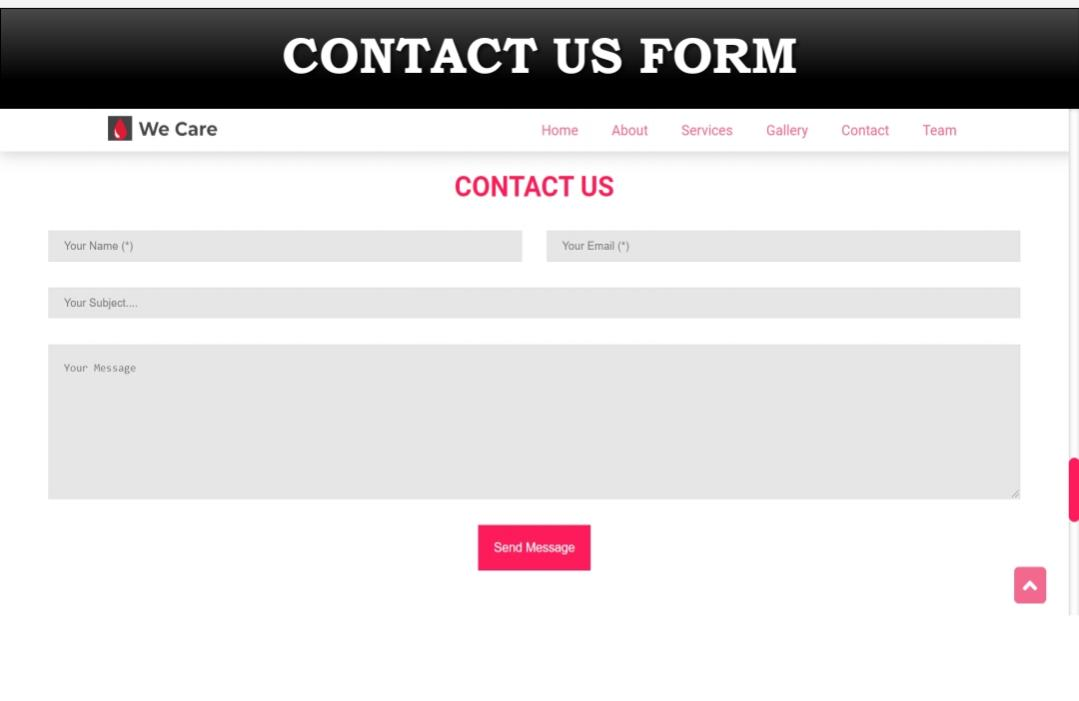 CONTACT US FORM
We Care
Home About Services Gallery Contact Team
CONTACT US
Your Name (*) Your Email (*)
Your Subject....
Your Message
Send Message